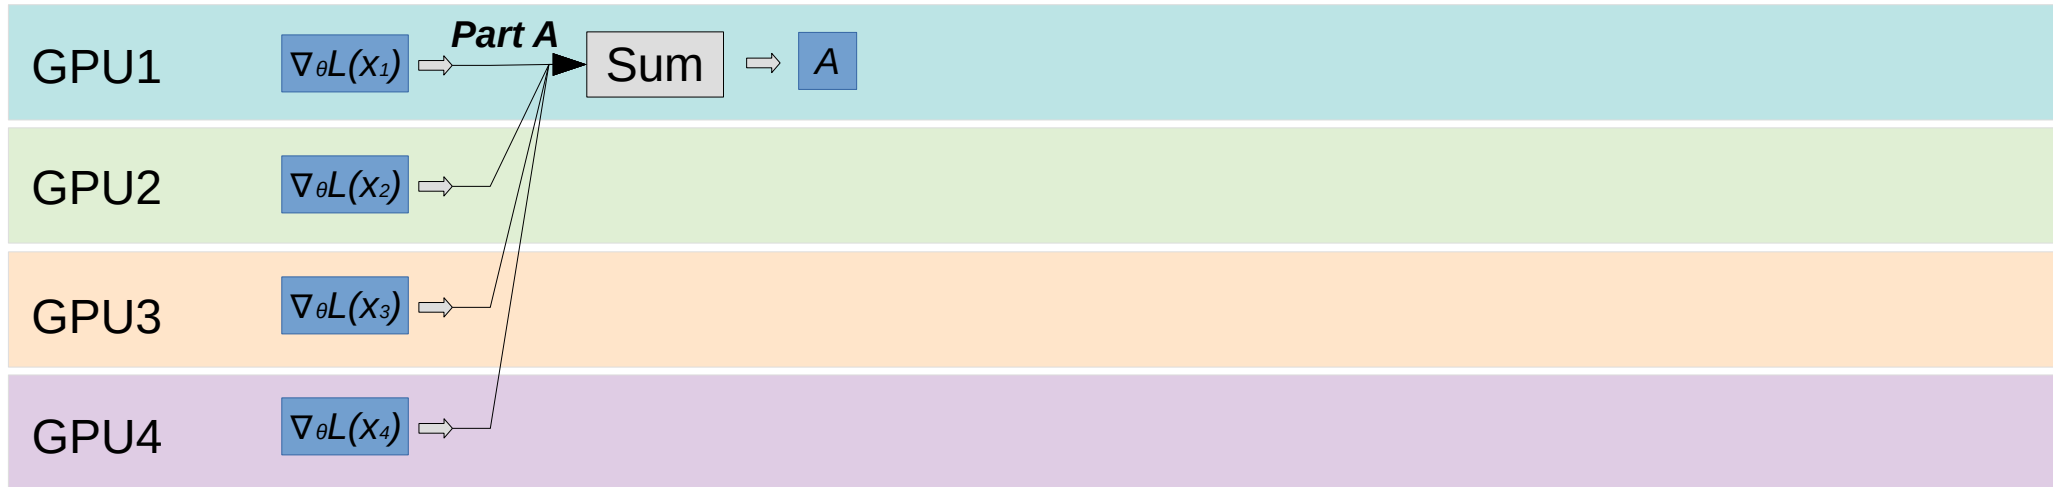 GPU1 ∇θL(x1) Part A Sum A
GPU2 ∇θL(x2)
GPU3 ∇θL(x3)
GPU4 ∇θL(x4)